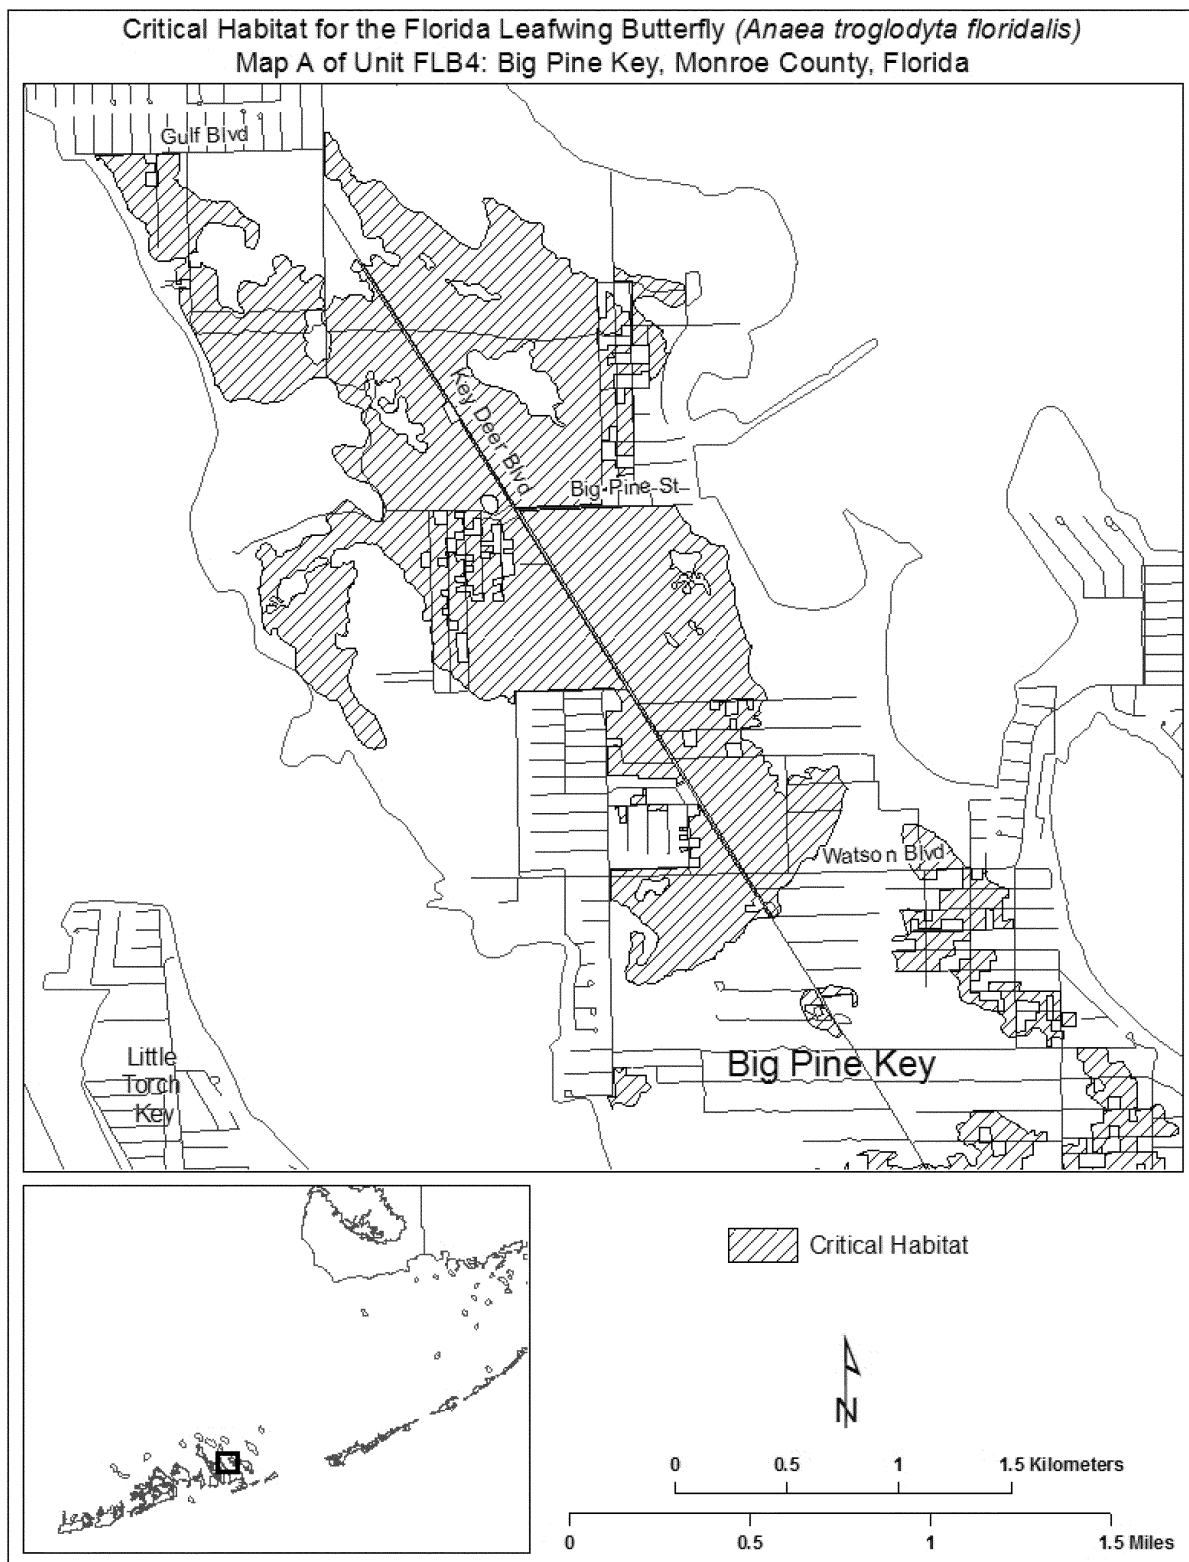 Critical Habitat for the Florida Leafwing Butterfly (Anaea troglodyta floridalis)
Map A of Unit FLB4: Big Pine Key, Monroe County, Florida
Gulf Blvd
Key Deer Blvd
Big Pine St
Watson Blvd
Big Pine Key
Little
Torch
Key
Critical Habitat
N
0 0.5 1 1.5 Kilometers
0 0.5 1 1.5 Miles